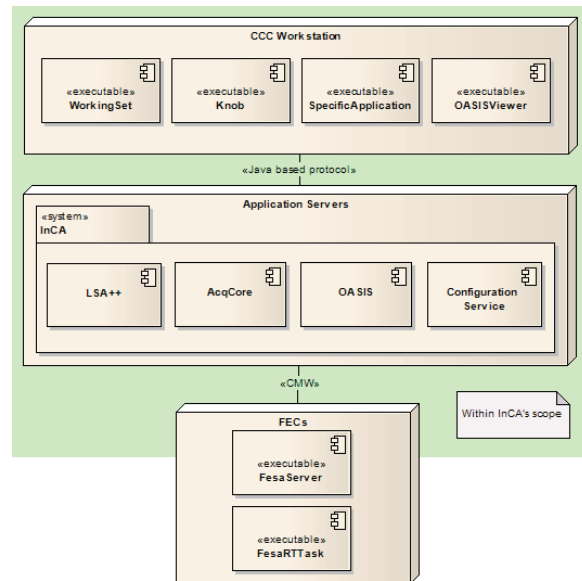 CCC Workstation
«executable»
WorkingSet
«executable»
Knob
«executable»
SpecificApplication
«executable»
OASISViewer
«Java based protocol»
Application Servers
«system»
InCA
LSA++
AcqCore
OASIS
Configuration
Service
«CMW»
Within InCA's scope
FECs
«executable»
FesaServer
«executable»
FesaRTTask